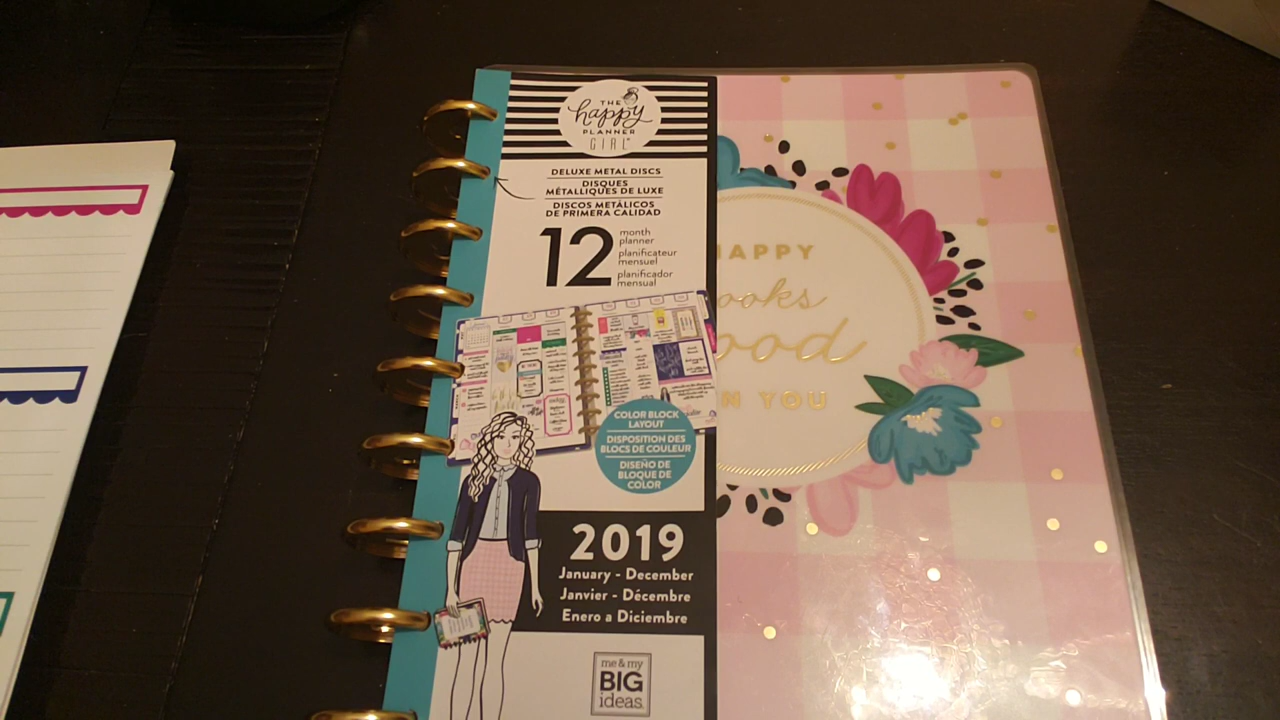 THE
happy
PLANNER
GIRL
DELUXE METAL DISCS
DISQUES
MÉTALLIQUES DE LUXE
DISCOS METÁLICOS
DE PRIMERA CALIDAD
12
month
planner
planificateur
mensuel
planificador
mensual
COLOR BLOCK
LAYOUT
DISPOSITION DES
BLOCS DE COULEUR
DISEÑO DE
BLOQUE DE
COLOR
2019
January - December
Janvier - Décembre
Enero a Diciembre
me & my
BIG
ideas
APPY
ooks
ood
N YOU